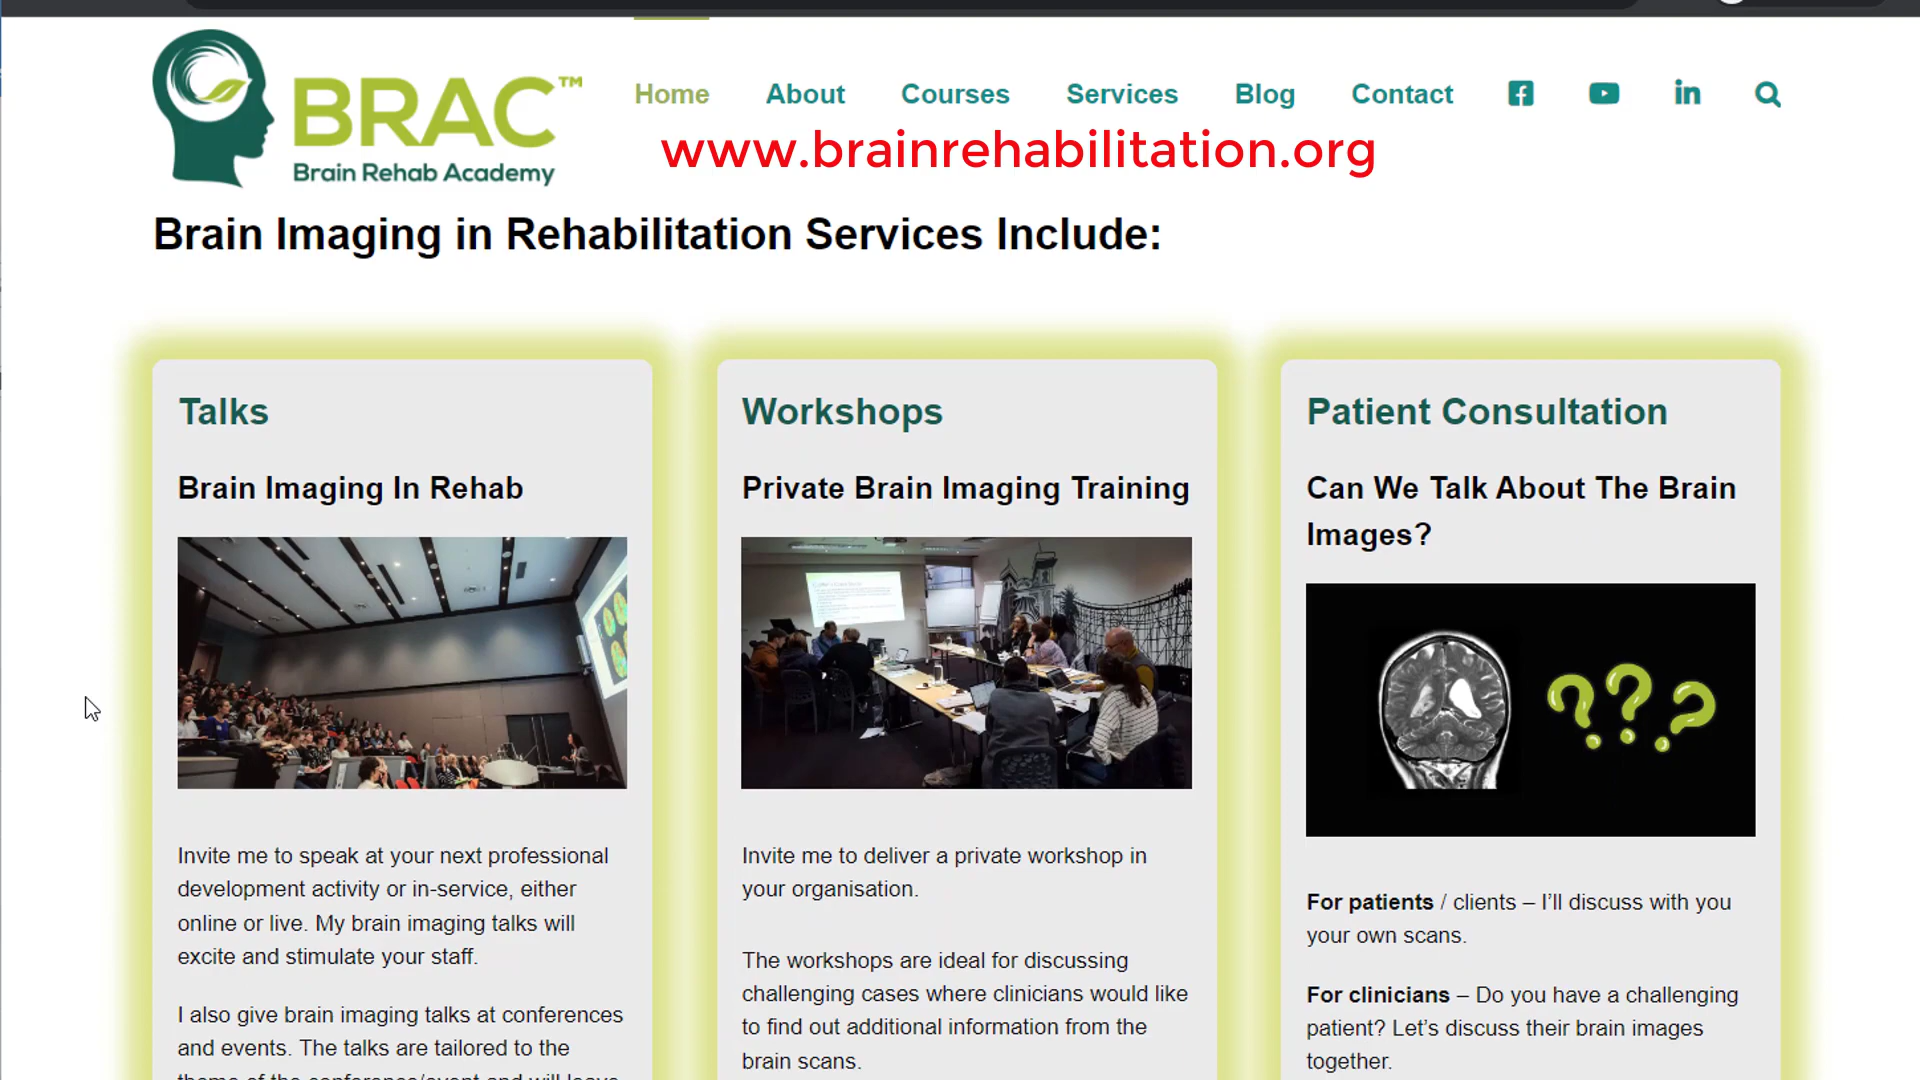 BRAC™
Brain Rehab Academy
Home About Courses Services Blog Contact
www.brainrehabilitation.org
Brain Imaging in Rehabilitation Services Include:
Talks
Brain Imaging In Rehab
Invite me to speak at your next professional
development activity or in-service, either
online or live. My brain imaging talks will
excite and stimulate your staff.
I also give brain imaging talks at conferences
and events. The talks are tailored to the
Workshops
Private Brain Imaging Training
Invite me to deliver a private workshop in
your organisation.
The workshops are ideal for discussing
challenging cases where clinicians would like
to find out additional information from the
brain scans.
Patient Consultation
Can We Talk About The Brain
Images?
???
For patients / clients – I’ll discuss with you
your own scans.
For clinicians – Do you have a challenging
patient? Let’s discuss their brain images
together.